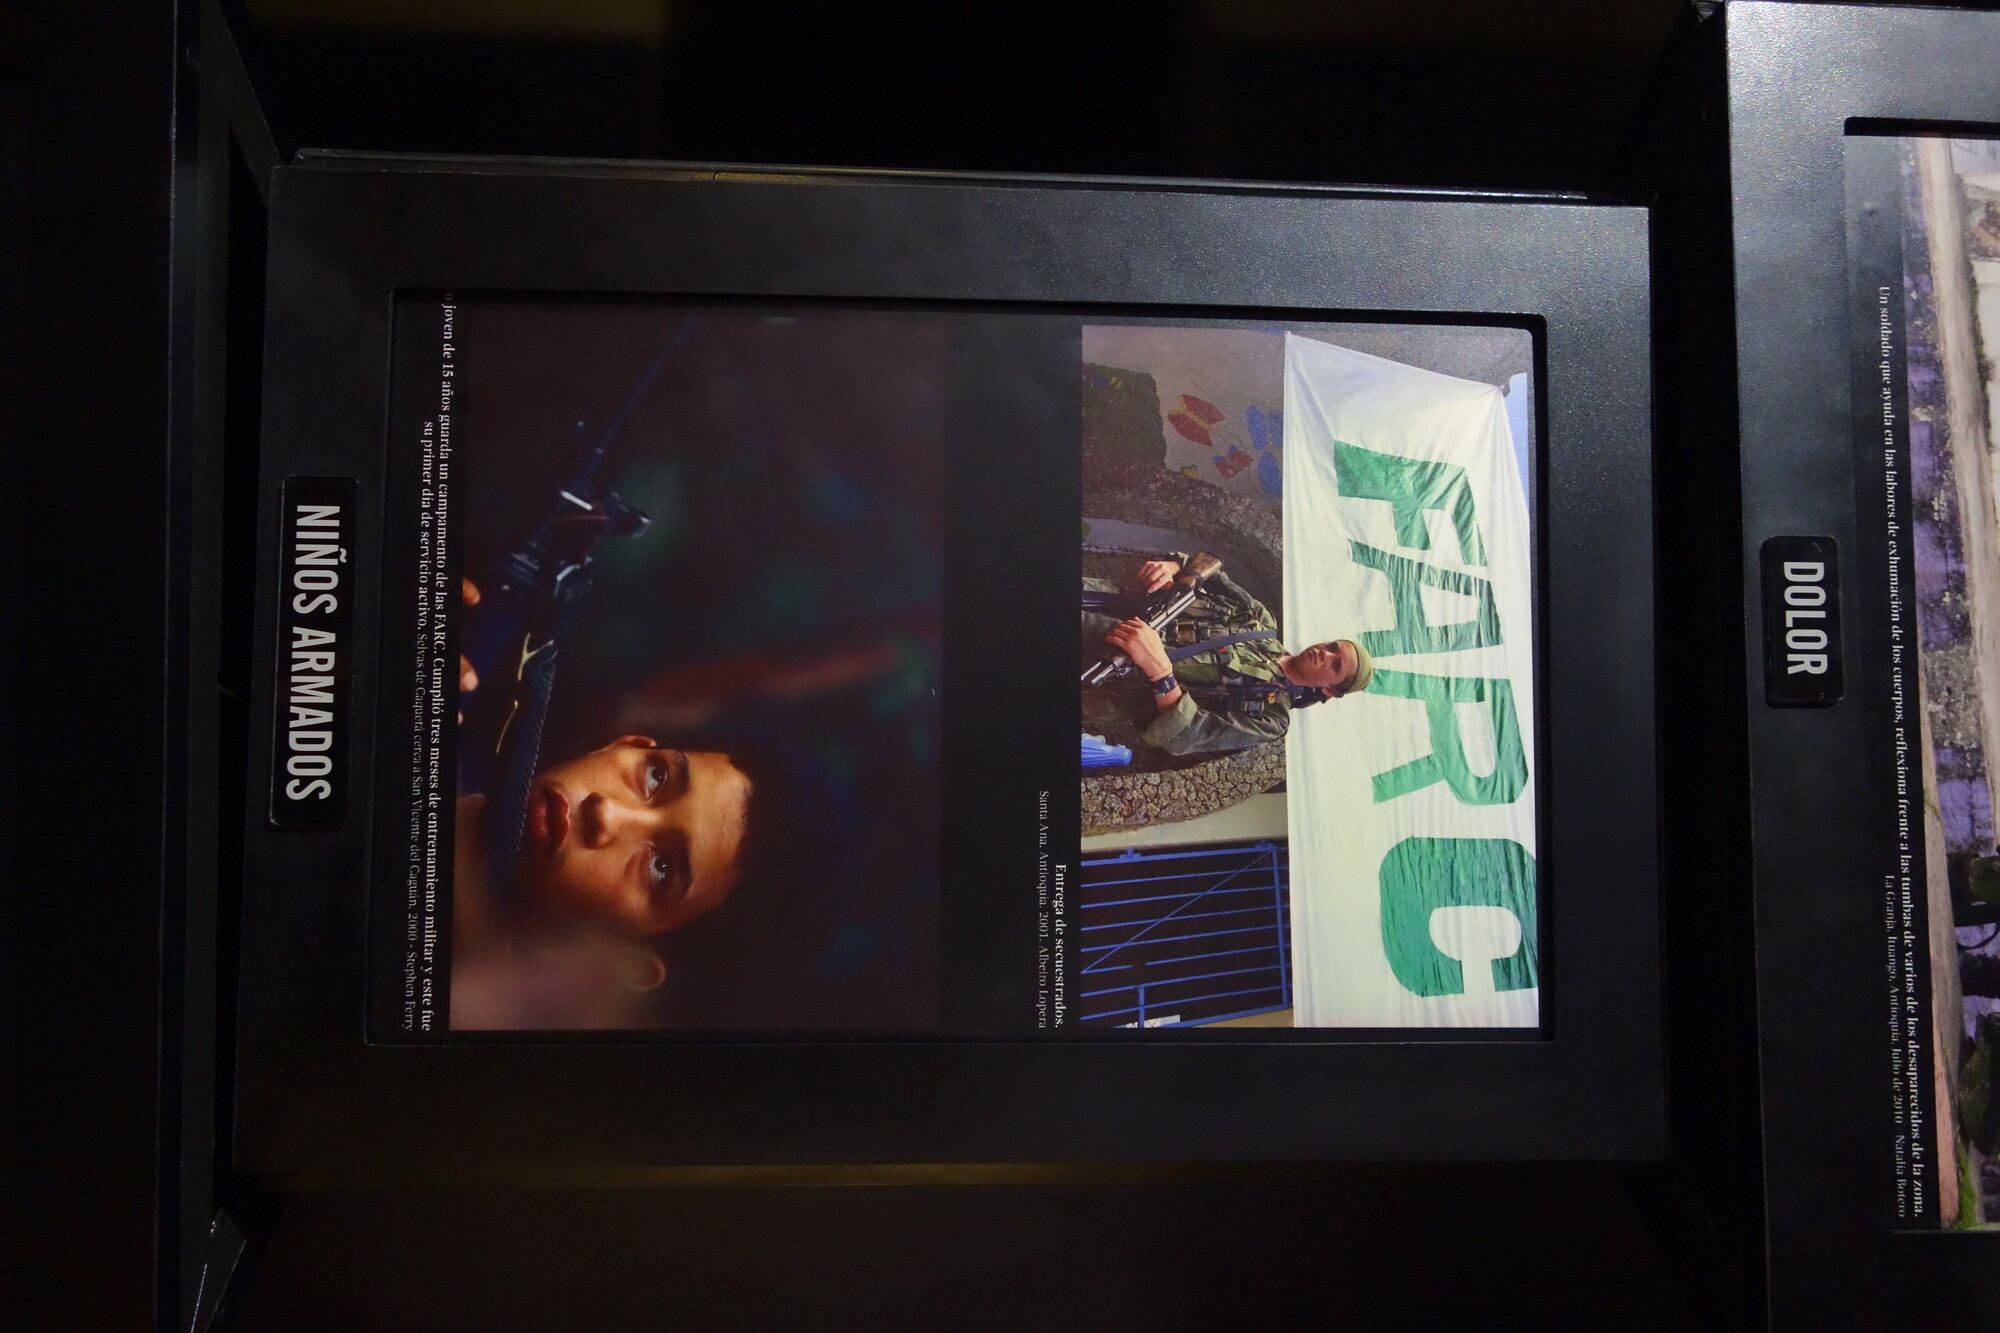 Un soldado que ayuda en las labores de exhumación de los cuerpos, reflexiona frente a las tumbas de varios de los desaparecidos de la zona.
La Granja, Ituango, Antioquia. Julio de 2010 - Natalia Botero
DOLOR
FARC
Entrega de secuestrados.
Santa Ana. Antioquia. 2001. Albeiro Lopera
n joven de 15 años guarda un campamento de las FARC. Cumplió tres meses de entrenamiento militar y este fue
su primer día de servicio activo. Selvas de Caquetá cerca a San Vicente del Caguán. 2000 - Stephen Ferry
NIÑOS ARMADOS